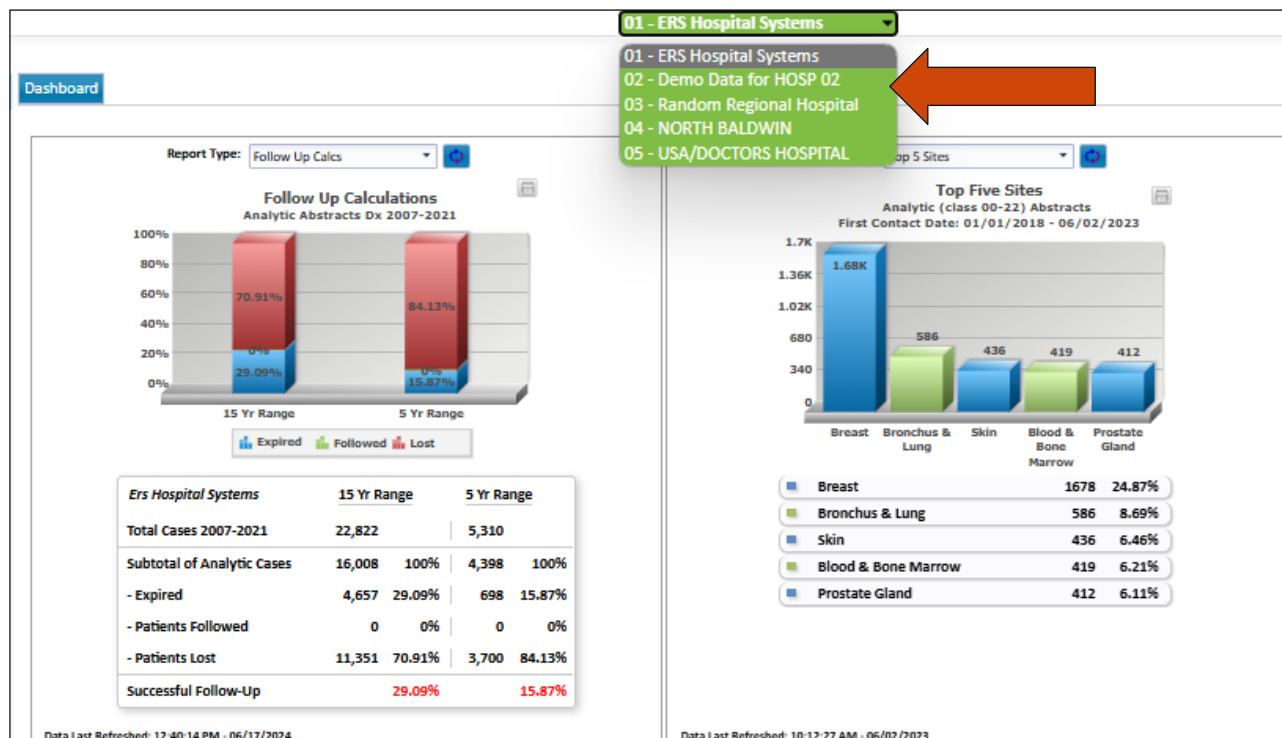 01 - ERS Hospital Systems
01 - ERS Hospital Systems
02 - Demo Data for HOSP 02
03 - Random Regional Hospital
04 - NORTH BALDWIN
05 - USA/DOCTORS HOSPITAL
Dashboard
Report Type: Follow Up Calcs
Follow Up Calculations
Analytic Abstracts Dx 2007-2021
100%
80%
60%
40%
20%
0%
70.91%
0%
29.09%
84.13%
0%
15.87%
15 Yr Range 5 Yr Range
Expired Followed Lost
Ers Hospital Systems 15 Yr Range 5 Yr Range
Total Cases 2007-2021 22,822 5,310
Subtotal of Analytic Cases 16,008 100% 4,398 100%
- Expired 4,657 29.09% 698 15.87%
- Patients Followed 0 0% 0 0%
- Patients Lost 11,351 70.91% 3,700 84.13%
Successful Follow-Up 29.09% 15.87%
Data Last Refreshed: 12:40:14 PM - 06/17/2024
5 Sites
Top Five Sites
Analytic (class 00-22) Abstracts
First Contact Date: 01/01/2018 - 06/02/2023
1.7K
1.36K
1.02K
680
340
0
1.68K
586
436
419
412
Breast Bronchus & Skin Blood & Prostate
Lung Bone Gland
Marrow
Breast 1678 24.87%
Bronchus & Lung 586 8.69%
Skin 436 6.46%
Blood & Bone Marrow 419 6.21%
Prostate Gland 412 6.11%
Data Last Refreshed: 10:12:27 AM - 06/02/2023